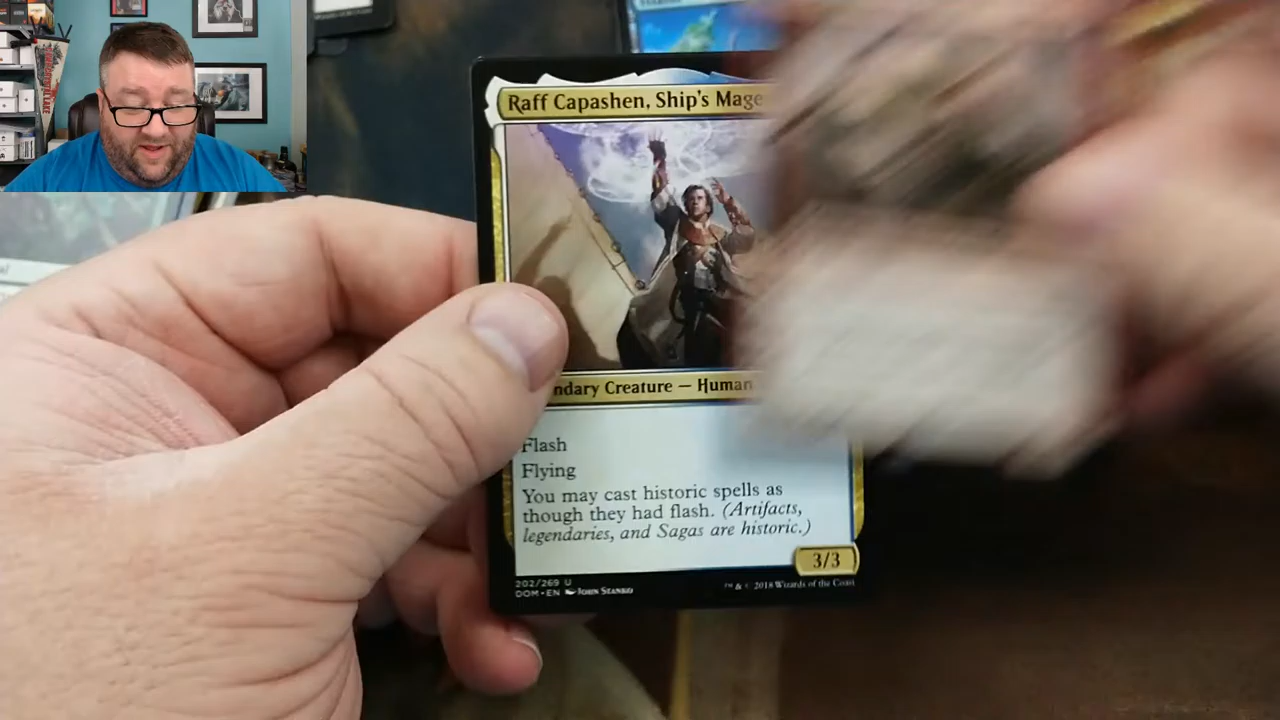 Raff Capashen, Ship's Mage
ndary Creature — Human
Flash
Flying
You may cast historic spells as
though they had flash. (Artifacts,
legendaries, and Sagas are historic.)
3/3
202/269 U
DOM • EN John Stanko
™ & © 2018 Wizards of the Coast